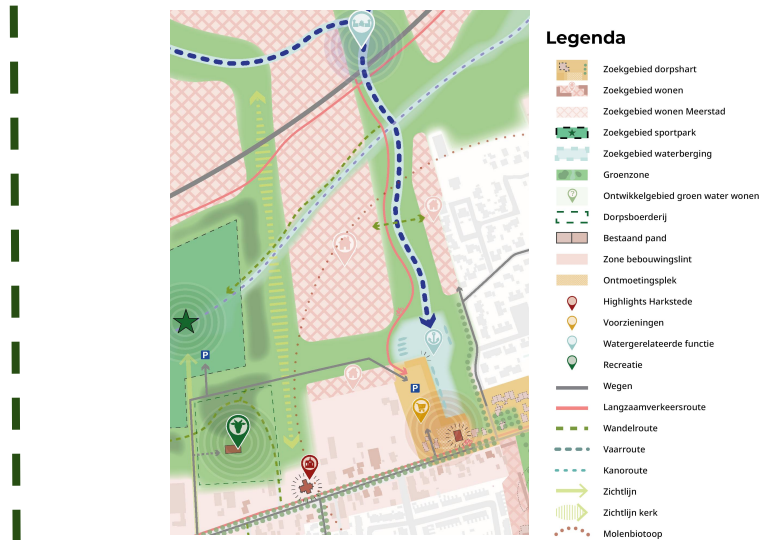 Legenda
Zoekgebied dorpshart
Zoekgebied wonen
Zoekgebied wonen Meerstad
Zoekgebied sportpark
Zoekgebied waterberging
Groenzone
Ontwikkelgebied groen water wonen
Dorpsboerderij
Bestaand pand
Zone bebouwingslint
Ontmoetingsplek
Highlights Harkstede
Voorzieningen
Watergerelateerde functie
Recreatie
Wegen
Langzaamverkeersroute
Wandelroute
Vaarroute
Kanoroute
Zichtlijn
Zichtlijn kerk
Molenbiotoop
P
P